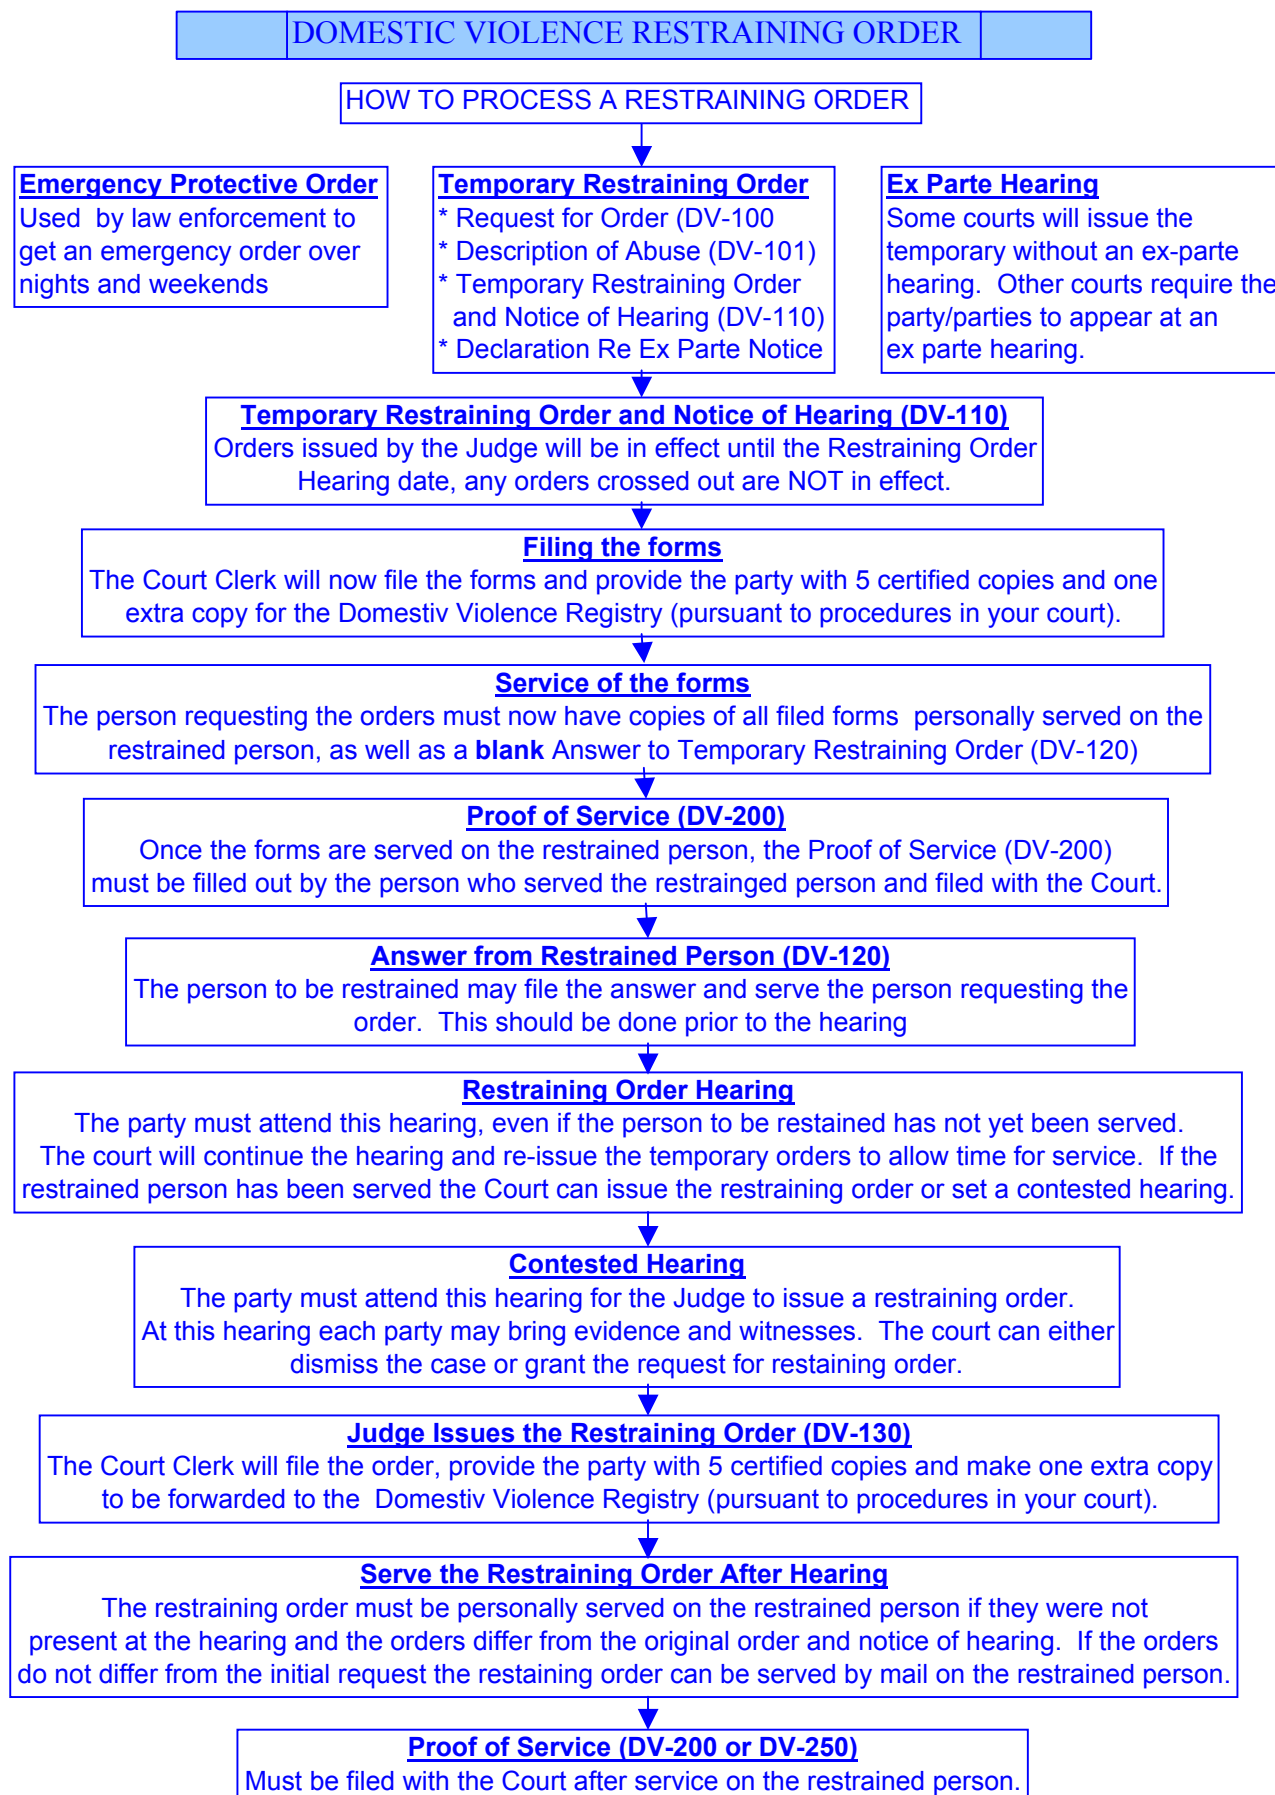 DOMESTIC VIOLENCE RESTRAINING ORDER
HOW TO PROCESS A RESTRAINING ORDER
Emergency Protective Order
Used by law enforcement to
get an emergency order over
nights and weekends
Temporary Restraining Order
* Request for Order (DV-100
* Description of Abuse (DV-101)
* Temporary Restraining Order
and Notice of Hearing (DV-110)
* Declaration Re Ex Parte Notice
Ex Parte Hearing
Some courts will issue the
temporary without an ex-parte
hearing. Other courts require the
party/parties to appear at an
ex parte hearing.
Temporary Restraining Order and Notice of Hearing (DV-110)
Orders issued by the Judge will be in effect until the Restraining Order
Hearing date, any orders crossed out are NOT in effect.
Filing the forms
The Court Clerk will now file the forms and provide the party with 5 certified copies and one
extra copy for the Domestiv Violence Registry (pursuant to procedures in your court).
Service of the forms
The person requesting the orders must now have copies of all filed forms personally served on the
restrained person, as well as a blank Answer to Temporary Restraining Order (DV-120)
Proof of Service (DV-200)
Once the forms are served on the restrained person, the Proof of Service (DV-200)
must be filled out by the person who served the restrainged person and filed with the Court.
Answer from Restrained Person (DV-120)
The person to be restrained may file the answer and serve the person requesting the
order. This should be done prior to the hearing
Restraining Order Hearing
The party must attend this hearing, even if the person to be restained has not yet been served.
The court will continue the hearing and re-issue the temporary orders to allow time for service. If the
restrained person has been served the Court can issue the restraining order or set a contested hearing.
Contested Hearing
The party must attend this hearing for the Judge to issue a restraining order.
At this hearing each party may bring evidence and witnesses. The court can either
dismiss the case or grant the request for restaining order.
Judge Issues the Restraining Order (DV-130)
The Court Clerk will file the order, provide the party with 5 certified copies and make one extra copy
to be forwarded to the Domestiv Violence Registry (pursuant to procedures in your court).
Serve the Restraining Order After Hearing
The restraining order must be personally served on the restrained person if they were not
present at the hearing and the orders differ from the original order and notice of hearing. If the orders
do not differ from the initial request the restaining order can be served by mail on the restrained person.
Proof of Service (DV-200 or DV-250)
Must be filed with the Court after service on the restrained person.